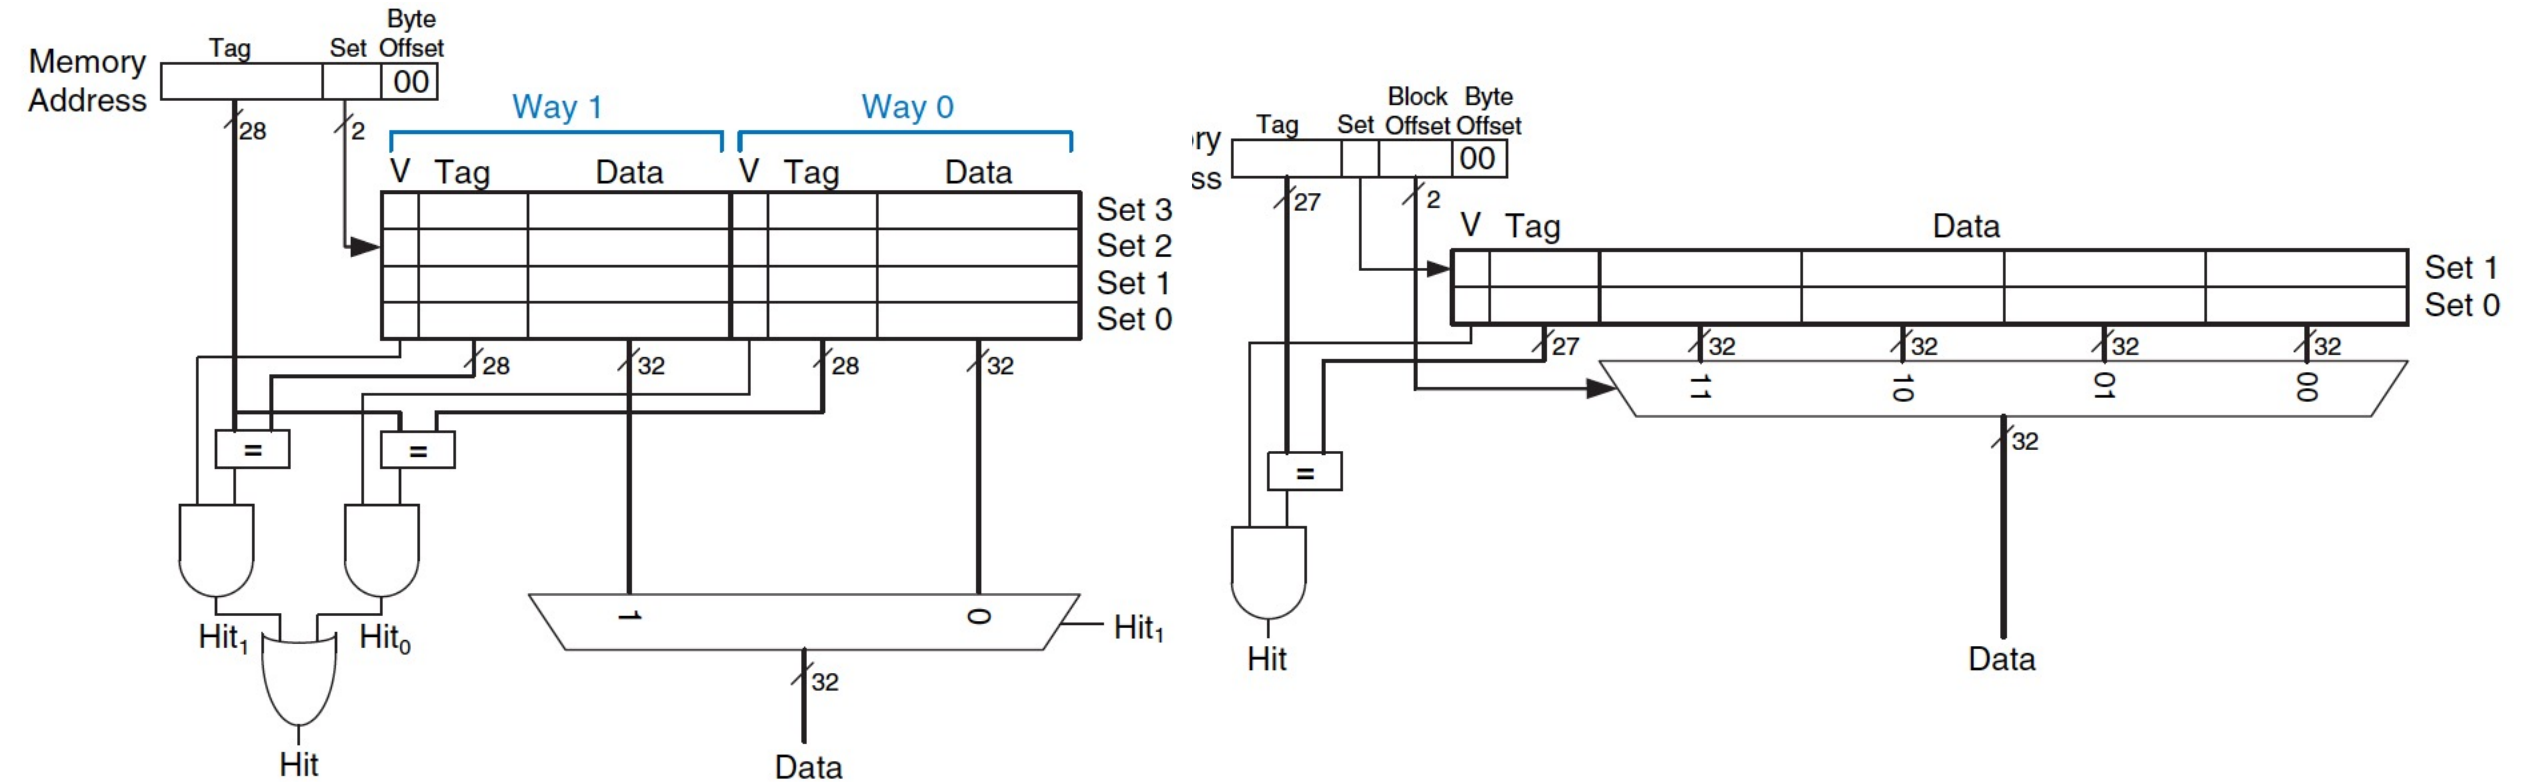 Byte
Tag Set Offset
Memory
Address
00
28 2
Way 1 Way 0
V Tag Data V Tag Data
Set 3
Set 2
Set 1
Set 0
28 32 28 32
= =
Hit1 Hit0
1 0
Hit1
32
Hit
Data
Block Byte
Tag Set Offset Offset
ry
ss
00
27 2
V Tag Data
Set 1
Set 0
27 32 32 32 32
11 10 01 00
32
=
Hit
Data